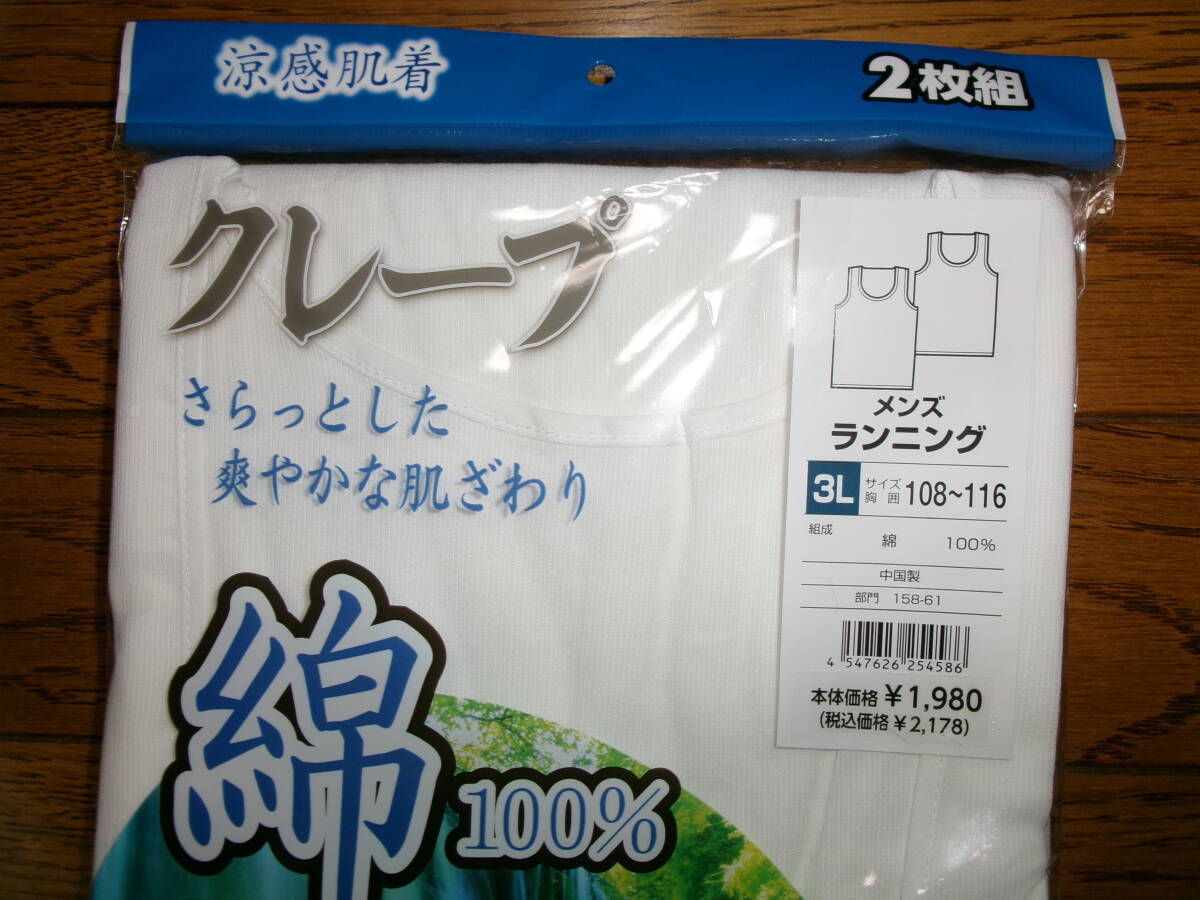 涼感肌着
2枚組
クレープ
さらっとした
爽やかな肌ざわり
綿
100%
メンズ
ランニング
3L サイズ 胸囲 108~116
組成
綿 100%
中国製
部門 158-61
4 547626 254586
本体価格 ¥1,980
(税込価格¥2,178)